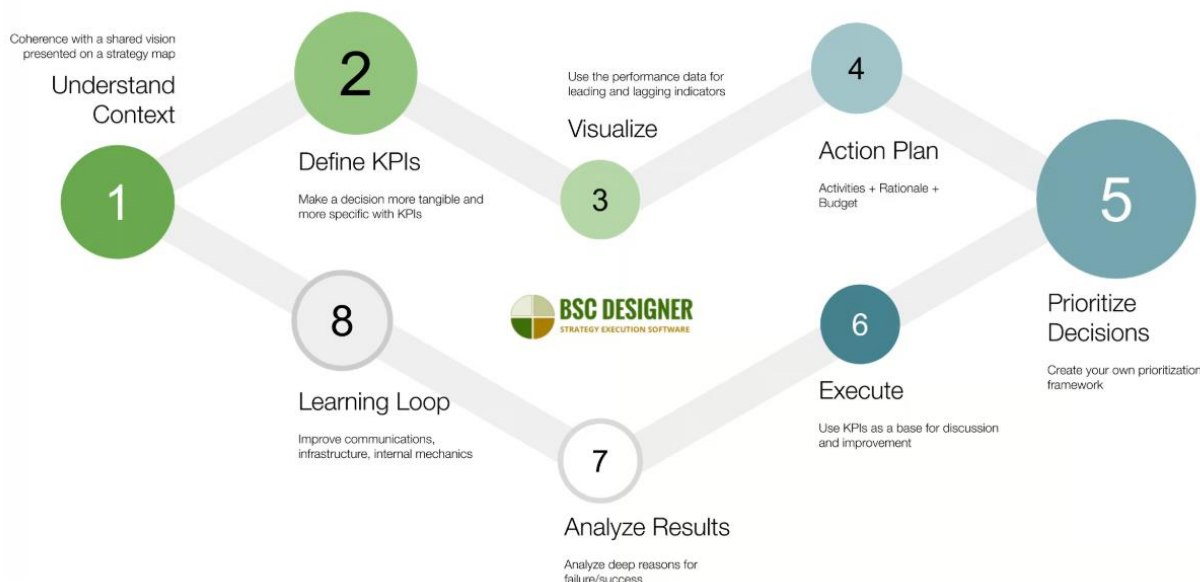 Coherence with a shared vision
presented on a strategy map
Understand
Context
1
2
Define KPIs
Make a decision more tangible and
more specific with KPIs
Use the performance data for
leading and lagging indicators
Visualize
3
4
Action Plan
Activities + Rationale +
Budget
5
Prioritize
Decisions
Create your own prioritization
framework
6
Execute
Use KPIs as a base for discussion
and improvement
7
Analyze Results
Analyze deep reasons for
failure/success
8
Learning Loop
Improve communications,
infrastructure, internal mechanics
BSC DESIGNER
STRATEGY EXECUTION SOFTWARE